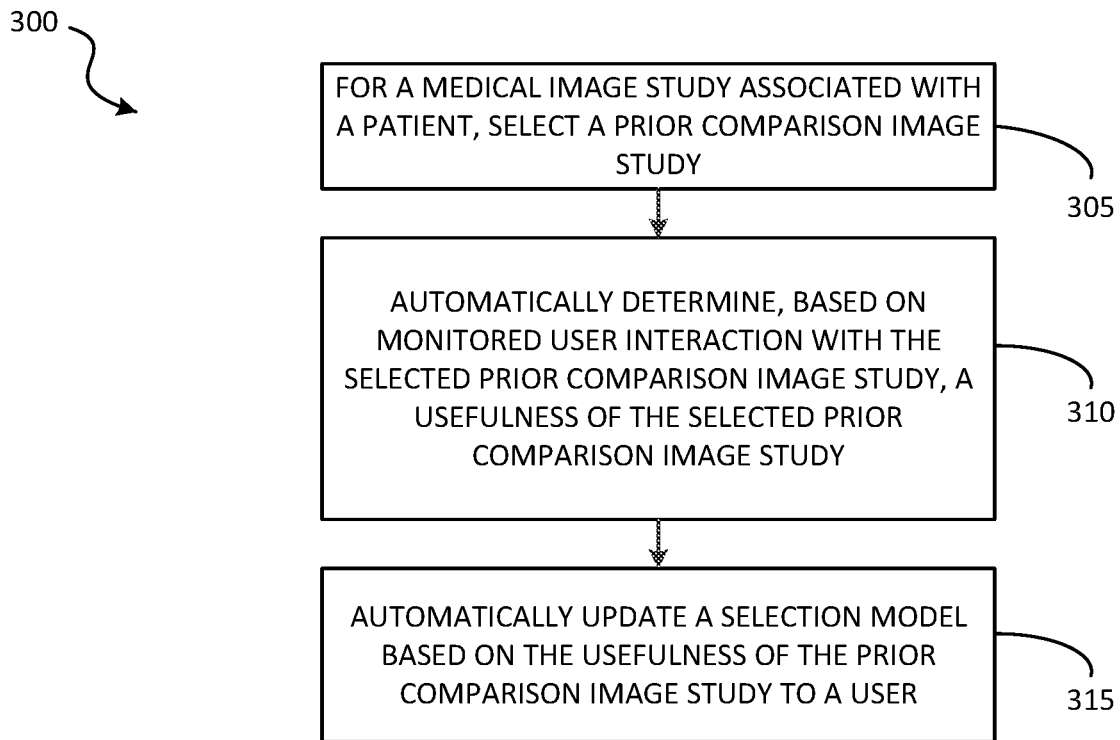 300
FOR A MEDICAL IMAGE STUDY ASSOCIATED WITH
A PATIENT, SELECT A PRIOR COMPARISON IMAGE
STUDY
305
AUTOMATICALLY DETERMINE, BASED ON
MONITORED USER INTERACTION WITH THE
SELECTED PRIOR COMPARISON IMAGE STUDY, A
USEFULNESS OF THE SELECTED PRIOR
COMPARISON IMAGE STUDY
310
AUTOMATICALLY UPDATE A SELECTION MODEL
BASED ON THE USEFULNESS OF THE PRIOR
COMPARISON IMAGE STUDY TO A USER
315